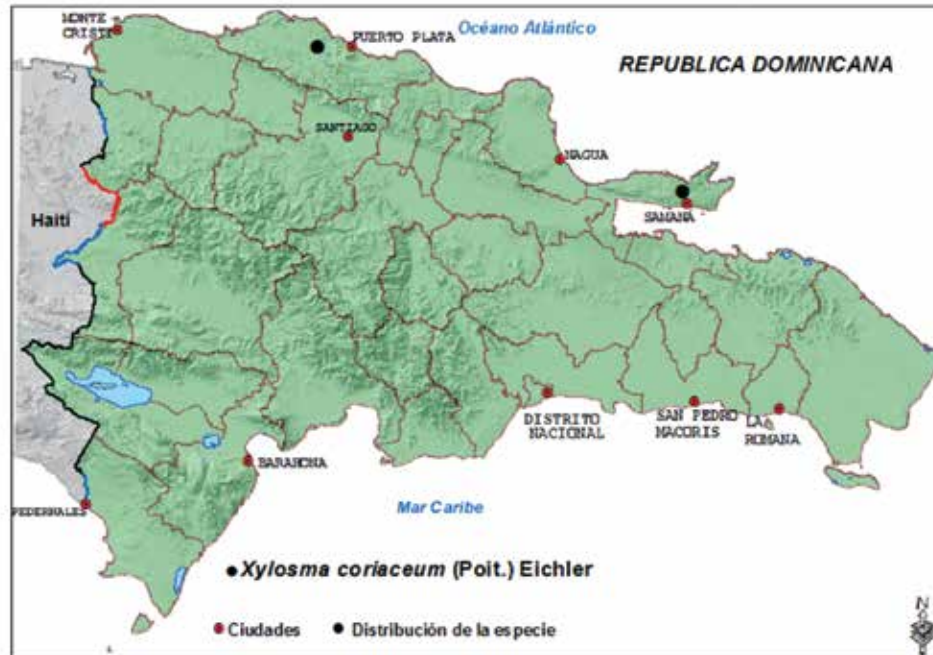 MONTE -
CRISTI
PUERTO PLATA
Océano Atlántico
REPUBLICA DOMINICANA
SANTIAGO
NAGUA
SAMANA
Haití
DISTRITO
NACIONAL
SAN PEDRO
MACORIS
LA
ROMANA
BARAHONA
PEDERNALES
Mar Caribe
Xylosma coriaceum (Poit.) Eichler
Ciudades
Distribución de la especie
N